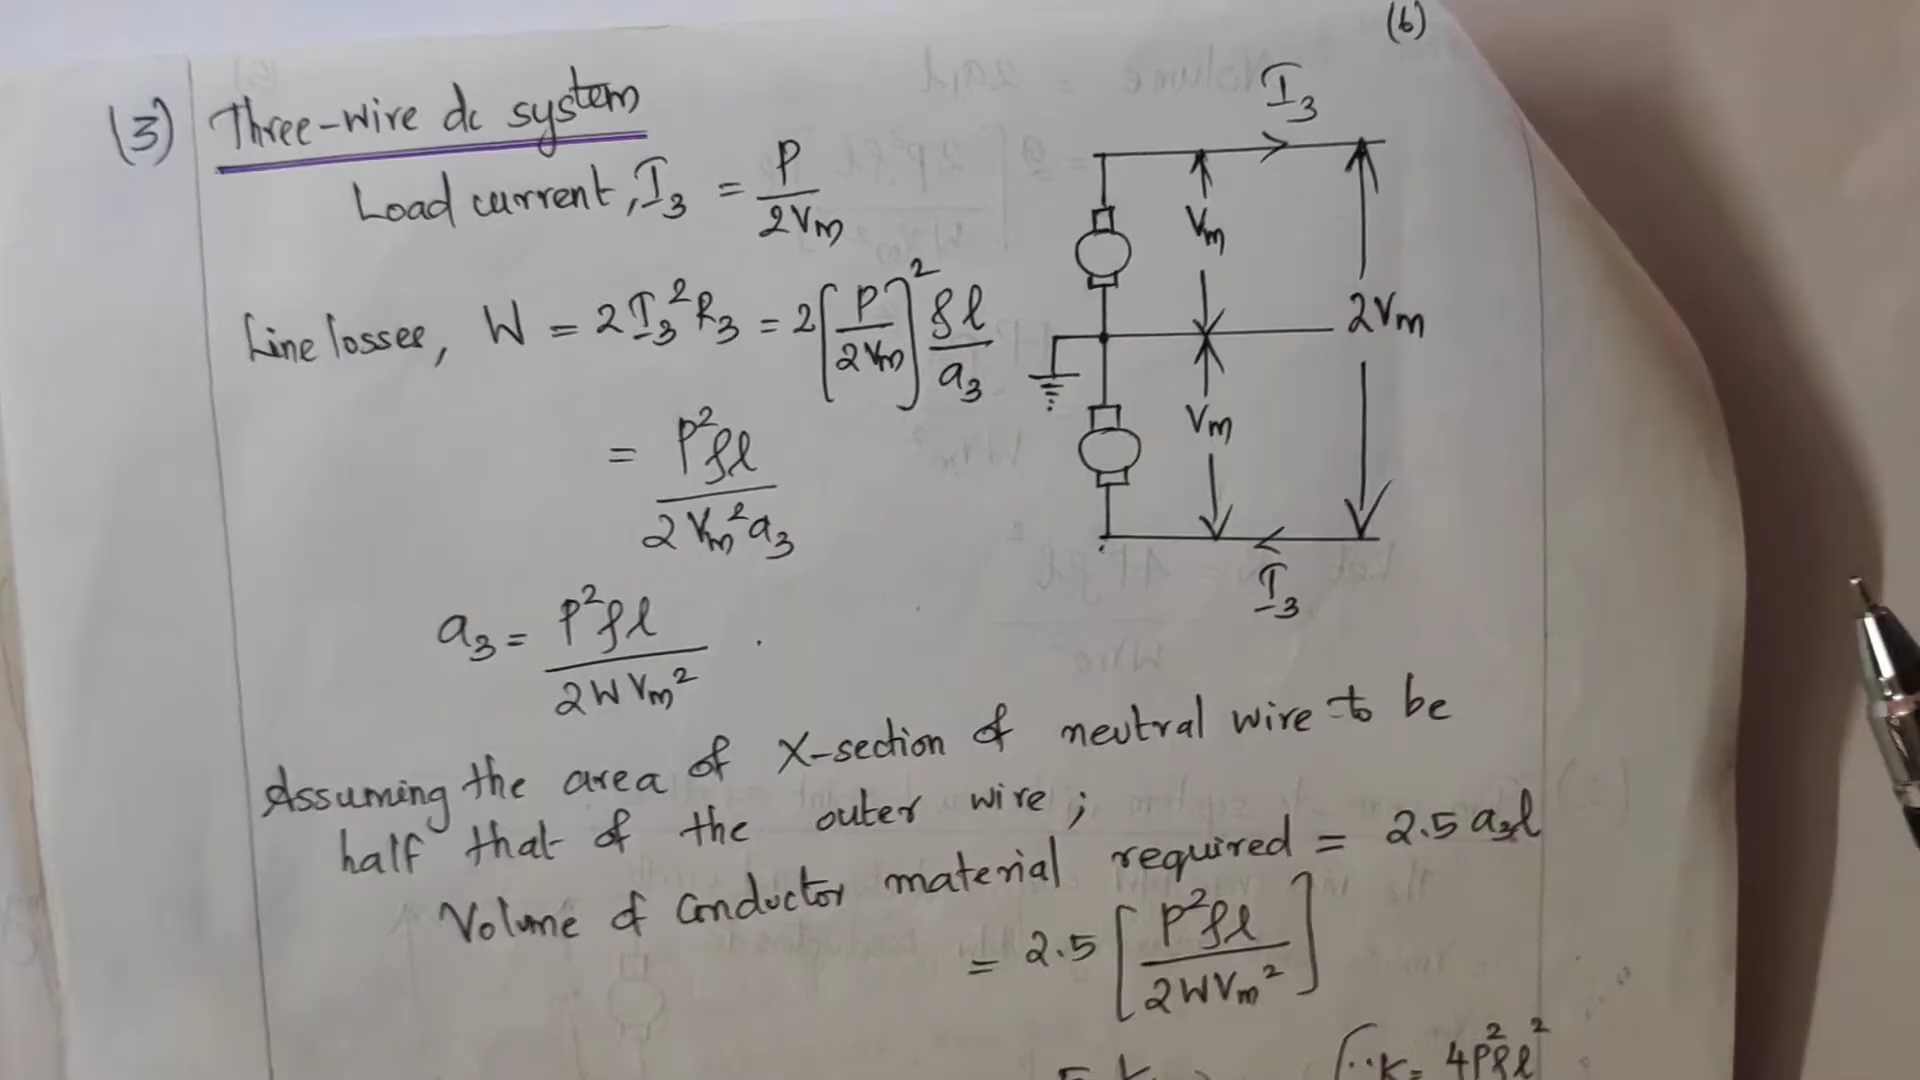 (6)
(3) Three-wire dc system
Load current, I₃ = P / 2Vm
Line losses, W = 2I₃²R₃ = 2[P / 2Vm]² ρl / a₃
= P²ρl / 2Vm²a₃
a₃ = P²ρl / 2WVm²
Assuming the area of X-section of neutral wire to be
half that of the outer wire;
Volume of conductor material required = 2.5 a₃l
= 2.5 [P²ρl / 2WVm²]
[∵ K = 4P²ρl²
I₃
Vm
2Vm
Vm
I₃